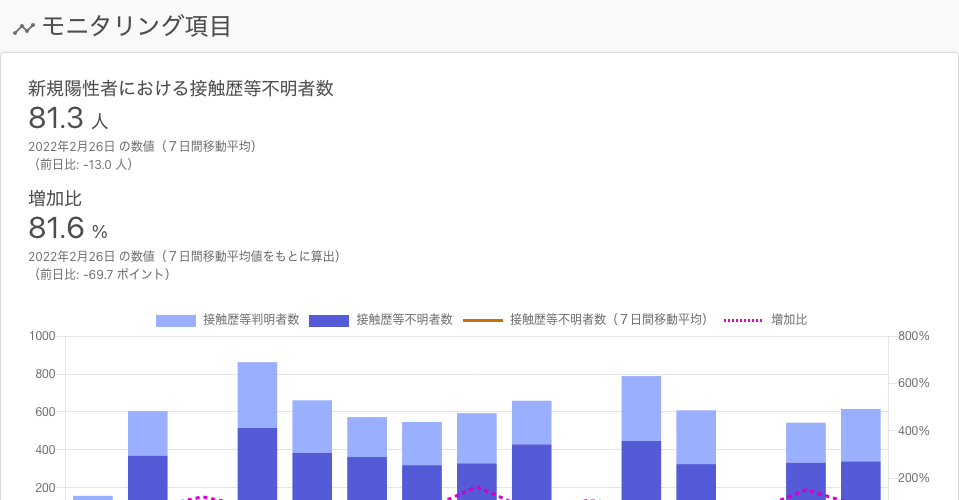 モニタリング項目
新規陽性者における接触歴等不明者数
81.3 人
2022年2月26日 の数値（７日間移動平均）
（前日比: -13.0 人）
増加比
81.6 %
2022年2月26日 の数値（７日間移動平均値をもとに算出）
（前日比: -69.7 ポイント）
接触歴等判明者数 接触歴等不明者数 接触歴等不明者数（７日間移動平均） 増加比
1000 800%
800
600%
600
400 400%
200 200%